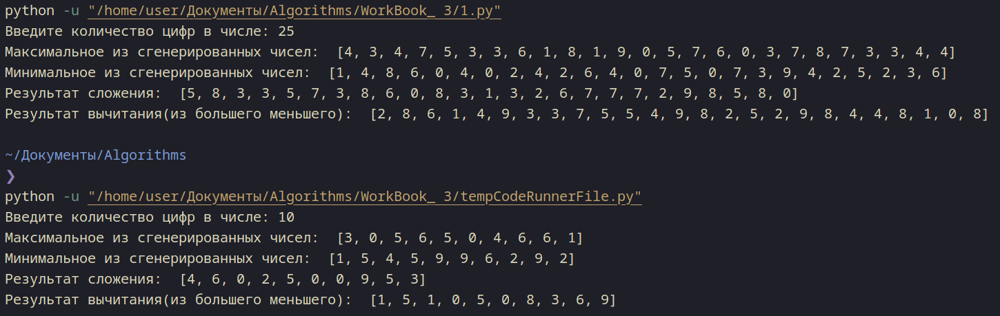 python -u "/home/user/Документы/Algorithms/WorkBook_ 3/1.py"
Введите количество цифр в числе: 25
Максимальное из сгенерированных чисел:  [4, 3, 4, 7, 5, 3, 3, 6, 1, 8, 1, 9, 0, 5, 7, 6, 0, 3, 7, 8, 7, 3, 3, 4, 4]
Минимальное из сгенерированных чисел:  [1, 4, 8, 6, 0, 4, 0, 2, 4, 2, 6, 4, 0, 7, 5, 0, 7, 3, 9, 4, 2, 5, 2, 3, 6]
Результат сложения:  [5, 8, 3, 3, 5, 7, 3, 8, 6, 0, 8, 3, 1, 3, 2, 6, 7, 7, 7, 2, 9, 8, 5, 8, 0]
Результат вычитания(из большего меньшего):  [2, 8, 6, 1, 4, 9, 3, 3, 7, 5, 5, 4, 9, 8, 2, 5, 2, 9, 8, 4, 4, 8, 1, 0, 8]
~/Документы/Algorithms
❯
python -u "/home/user/Документы/Algorithms/WorkBook_ 3/tempCodeRunnerFile.py"
Введите количество цифр в числе: 10
Максимальное из сгенерированных чисел:  [3, 0, 5, 6, 5, 0, 4, 6, 6, 1]
Минимальное из сгенерированных чисел:  [1, 5, 4, 5, 9, 9, 6, 2, 9, 2]
Результат сложения:  [4, 6, 0, 2, 5, 0, 0, 9, 5, 3]
Результат вычитания(из большего меньшего):  [1, 5, 1, 0, 5, 0, 8, 3, 6, 9]